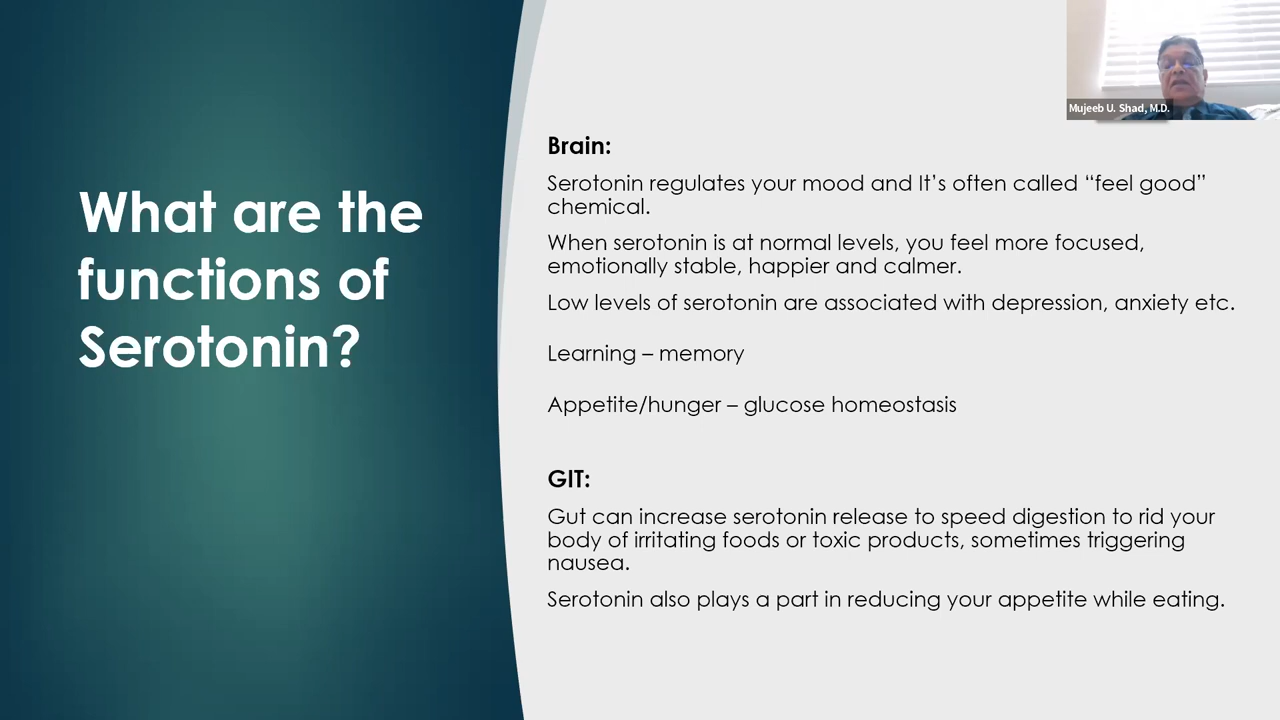 What are the
functions of
Serotonin?
Mujeeb U. Shad, M.D.
Brain:
Serotonin regulates your mood and It’s often called “feel good”
chemical.
When serotonin is at normal levels, you feel more focused,
emotionally stable, happier and calmer.
Low levels of serotonin are associated with depression, anxiety etc.
Learning – memory
Appetite/hunger – glucose homeostasis
GIT:
Gut can increase serotonin release to speed digestion to rid your
body of irritating foods or toxic products, sometimes triggering
nausea.
Serotonin also plays a part in reducing your appetite while eating.